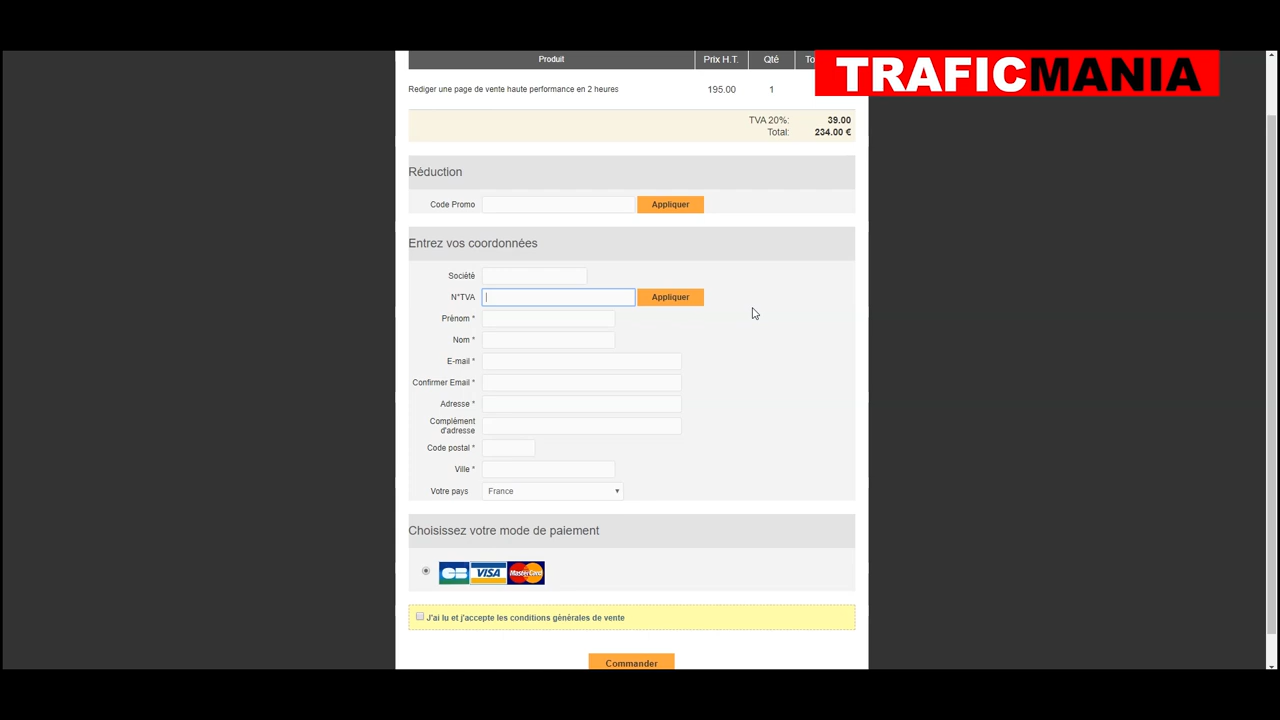 TRAFICMANIA
Produit Prix H.T. Qté
Rediger une page de vente haute performance en 2 heures 195.00 1
TVA 20%: 39.00
Total: 234.00 €
Réduction
Code Promo Appliquer
Entrez vos coordonnées
Société
N°TVA Appliquer
Prénom *
Nom *
E-mail *
Confirmer Email *
Adresse *
Complément
d'adresse
Code postal *
Ville *
Votre pays France
Choisissez votre mode de paiement
CB VISA MasterCard
J'ai lu et j'accepte les conditions générales de vente
Commander